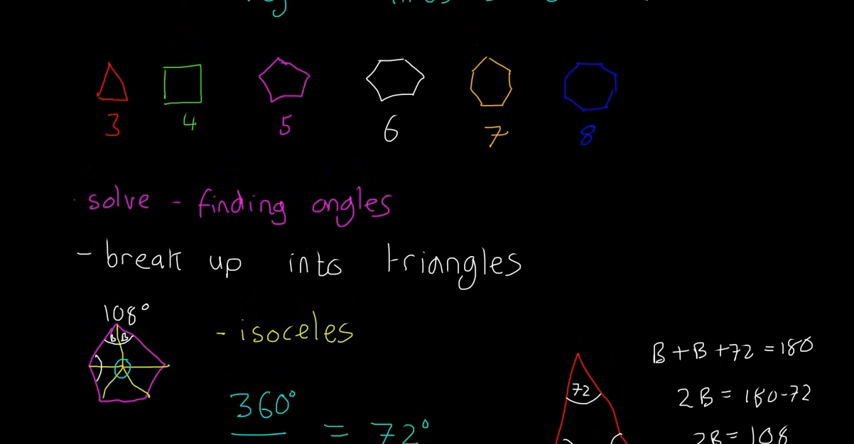 3 4 5 6 7 8
solve - finding angles
- break up into triangles
108°
B B
- isoceles
360°
= 72°
72
B + B + 72 = 180
2B = 180-72
2B = 108